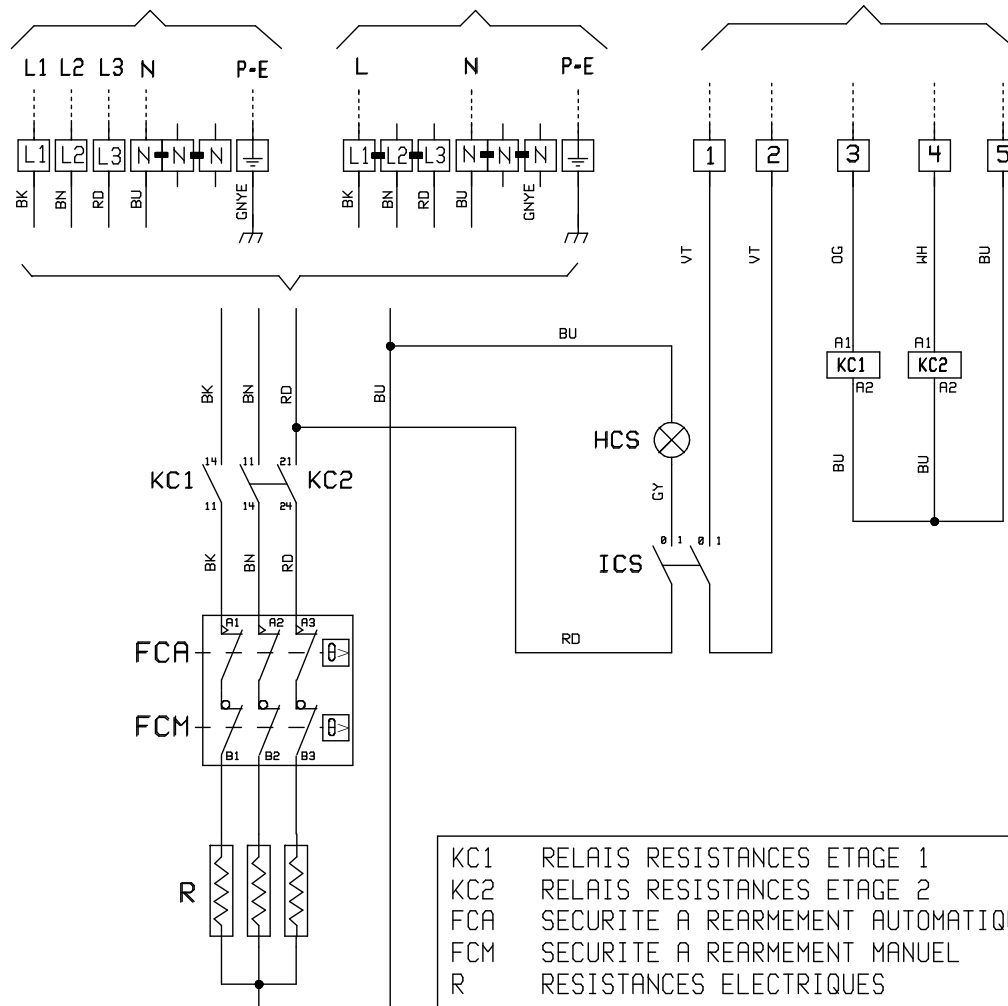 L1 L2 L3 N P-E
L N P-E
L1 L2 L3 N N N
L1 L2 L3 N N N
1 2 3 4 5
BK BN RD BU GNYE
BK BN RD BU GNYE
VT VT OG WH BU
BU
A1 A1
KC1 KC2
A2 A2
BK BN RD BU
HCS
14 11 21
KC1 KC2
11 14 24
GY
BU BU
0 1 0 1
ICS
BK BN RD
A1 A2 A3
FCA θ>
RD
FCM θ>
B1 B2 B3
R
KC1 RELAIS RESISTANCES ETAGE 1
KC2 RELAIS RESISTANCES ETAGE 2
FCA SECURITE A REARMEMENT AUTOMATIQU
FCM SECURITE A REARMEMENT MANUEL
R RESISTANCES ELECTRIQUES